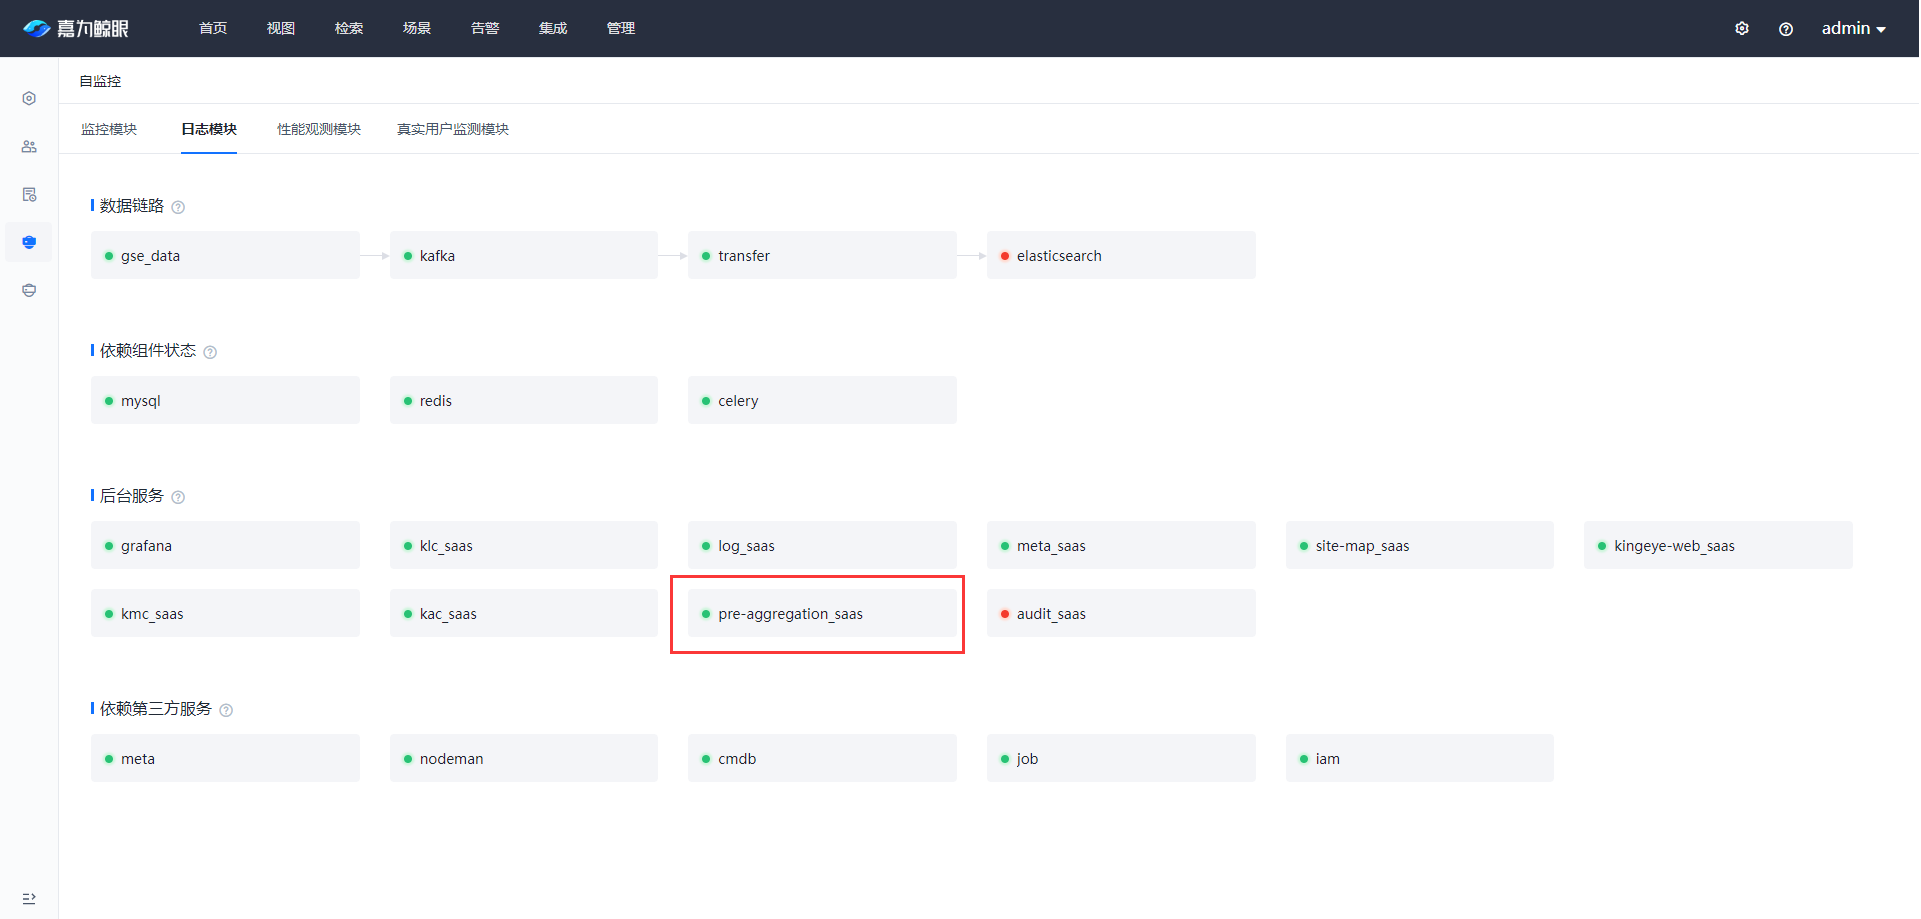 嘉为鲸眼 首页 视图 检索 场景 告警 集成 管理 admin
自监控
监控模块 日志模块 性能观测模块 真实用户监测模块
数据链路
gse_data kafka transfer elasticsearch
依赖组件状态
mysql redis celery
后台服务
grafana klc_saas log_saas meta_saas site-map_saas kingeye-web_saas
kmc_saas kac_saas pre-aggregation_saas audit_saas
依赖第三方服务
meta nodeman cmdb job iam